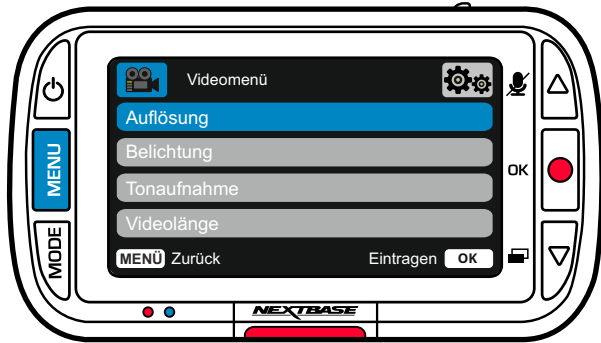 Videomenü
Auflösung
MENU
Belichtung
OK
Tonaufnahme
Videolänge
MODE
MENÜ Zurück Eintragen OK
NEXTBASE